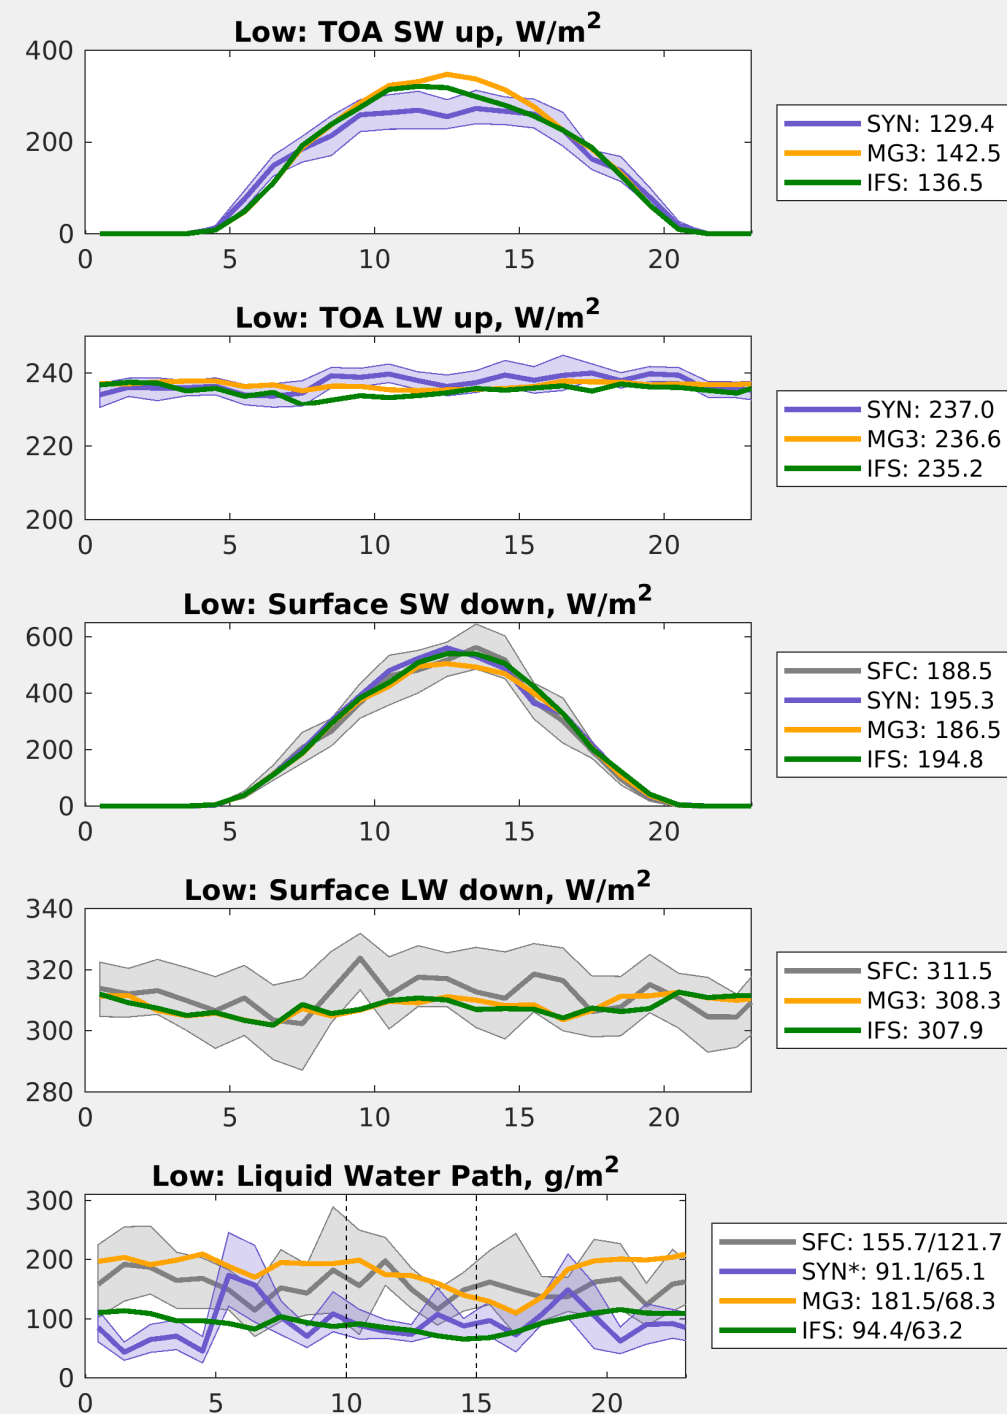 Low: TOA SW up, W/m²
400
200
0
0 5 10 15 20
SYN: 129.4
MG3: 142.5
IFS: 136.5
Low: TOA LW up, W/m²
240
220
200
0 5 10 15 20
SYN: 237.0
MG3: 236.6
IFS: 235.2
Low: Surface SW down, W/m²
600
400
200
0
0 5 10 15 20
SFC: 188.5
SYN: 195.3
MG3: 186.5
IFS: 194.8
Low: Surface LW down, W/m²
340
320
300
280
0 5 10 15 20
SFC: 311.5
MG3: 308.3
IFS: 307.9
Low: Liquid Water Path, g/m²
300
200
100
0
0 5 10 15 20
SFC: 155.7/121.7
SYN*: 91.1/65.1
MG3: 181.5/68.3
IFS: 94.4/63.2